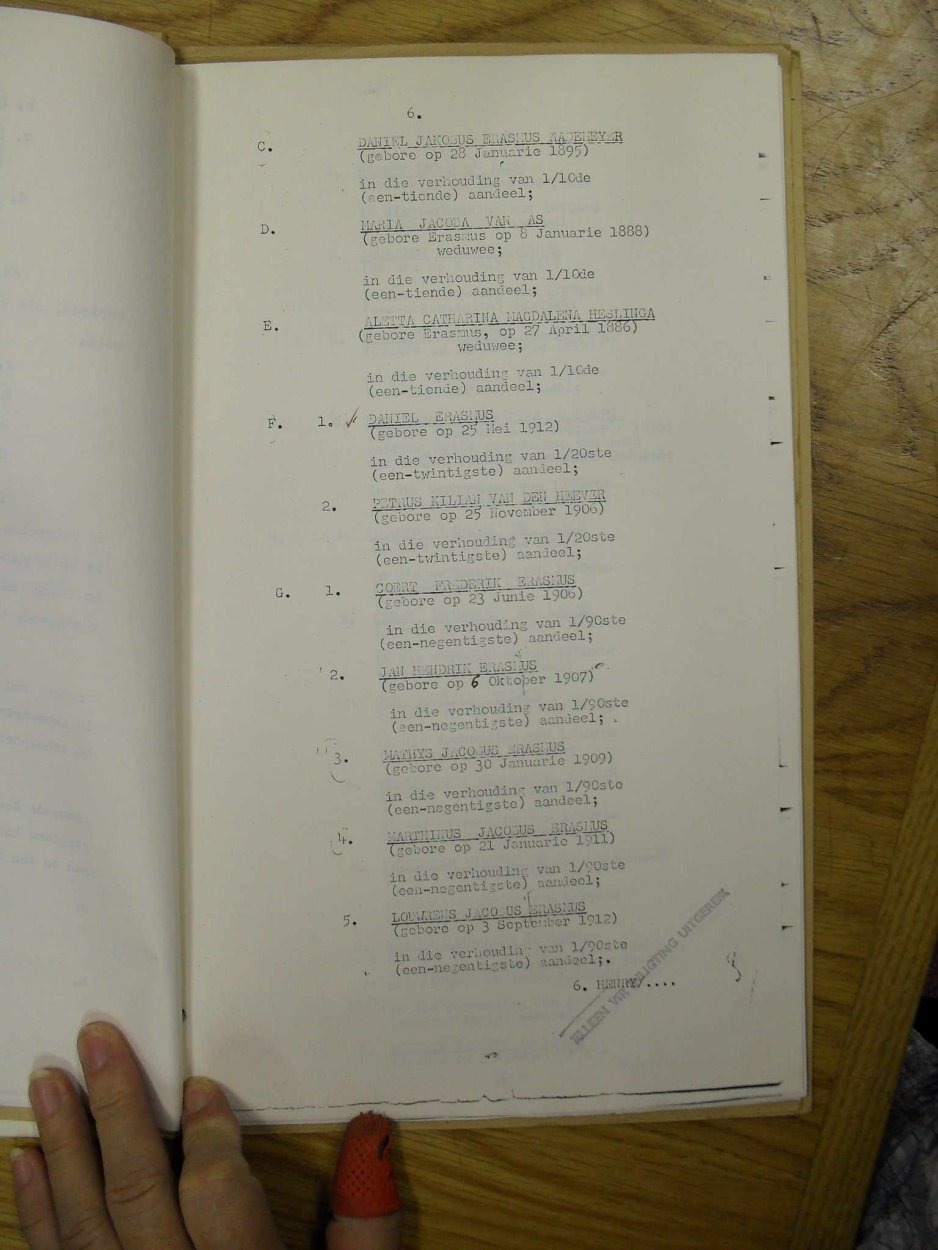 6.
C. DANIEL JAKOBUS ERASMUS RADEMEYER
(gebore op 28 Januarie 1895)
in die verhouding van 1/10de
(een-tiende) aandeel;
D. MARIA JACOBA VAN AS
(gebore Erasmus op 8 Januarie 1888)
weduwee;
in die verhouding van 1/10de
(een-tiende) aandeel;
E. ALETTA CATHARINA MAGDALENA HESLINGA
(gebore Erasmus, op 27 April 1886)
weduwee;
in die verhouding van 1/10de
(een-tiende) aandeel;
F. 1. DANIEL ERASMUS
(gebore op 25 Mei 1912)
in die verhouding van 1/20ste
(een-twintigste) aandeel;
2. PETRUS KILIAN VAN DEN HEEVER
(gebore op 25 November 1906)
in die verhouding van 1/20ste
(een-twintigste) aandeel;
G. 1. COERT FREDERIK ERASMUS
(gebore op 23 Junie 1906)
in die verhouding van 1/90ste
(een-negentigste) aandeel;
2. JAN HENDRIK ERASMUS
(gebore op 6 Oktober 1907)
in die verhouding van 1/90ste
(een-negentigste) aandeel;
3. MATHYS JACOBUS ERASMUS
(gebore op 30 Januarie 1909)
in die verhouding van 1/90ste
(een-negentigste) aandeel;
4. MARTHINUS JACOBUS ERASMUS
(gebore op 21 Januarie 1911)
in die verhouding van 1/90ste
(een-negentigste) aandeel;
5. LOUWRENS JACOBUS ERASMUS
(gebore op 3 September 1912)
in die verhouding van 1/90ste
(een-negentigste) aandeel;.
6. HENRY/....
ALLEEN VIR INLIGTING UITGEREIK